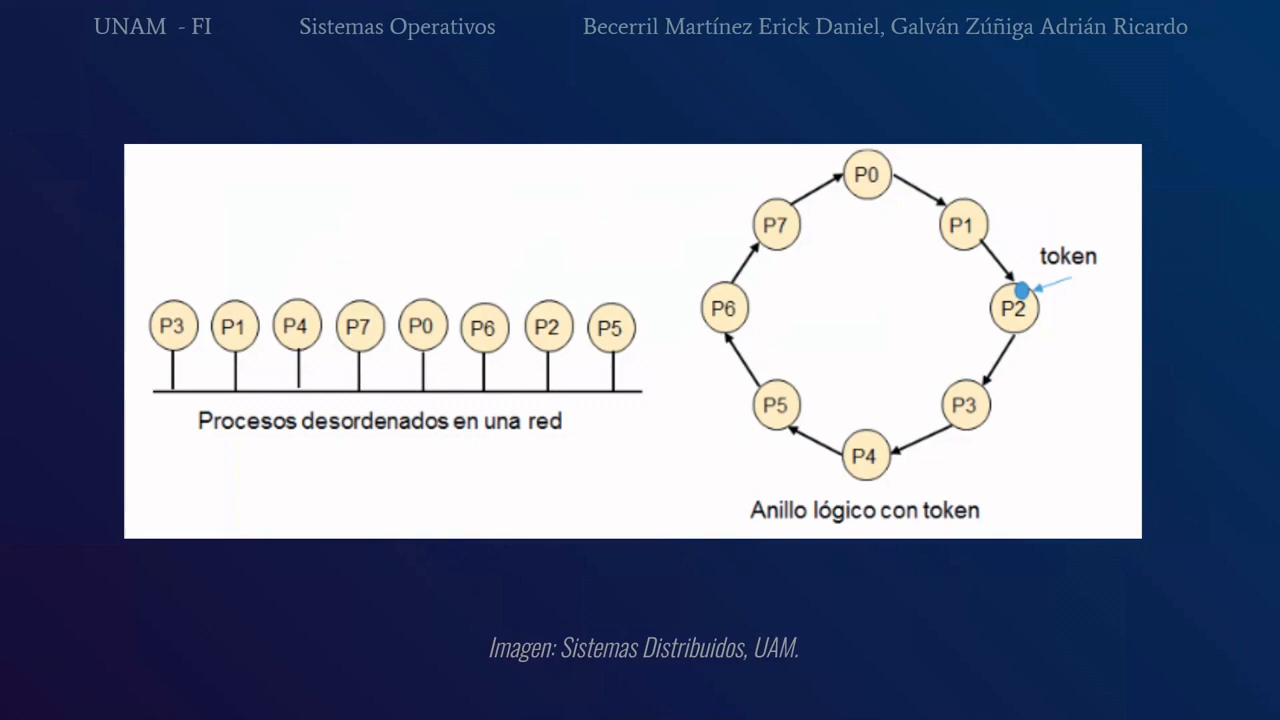 UNAM - FI Sistemas Operativos Becerril Martínez Erick Daniel, Galván Zúñiga Adrián Ricardo
P3 P1 P4 P7 P0 P6 P2 P5
Procesos desordenados en una red
P0
P7
P1
token
P6
P2
P5
P3
P4
Anillo lógico con token
Imagen: Sistemas Distribuidos, UAM.